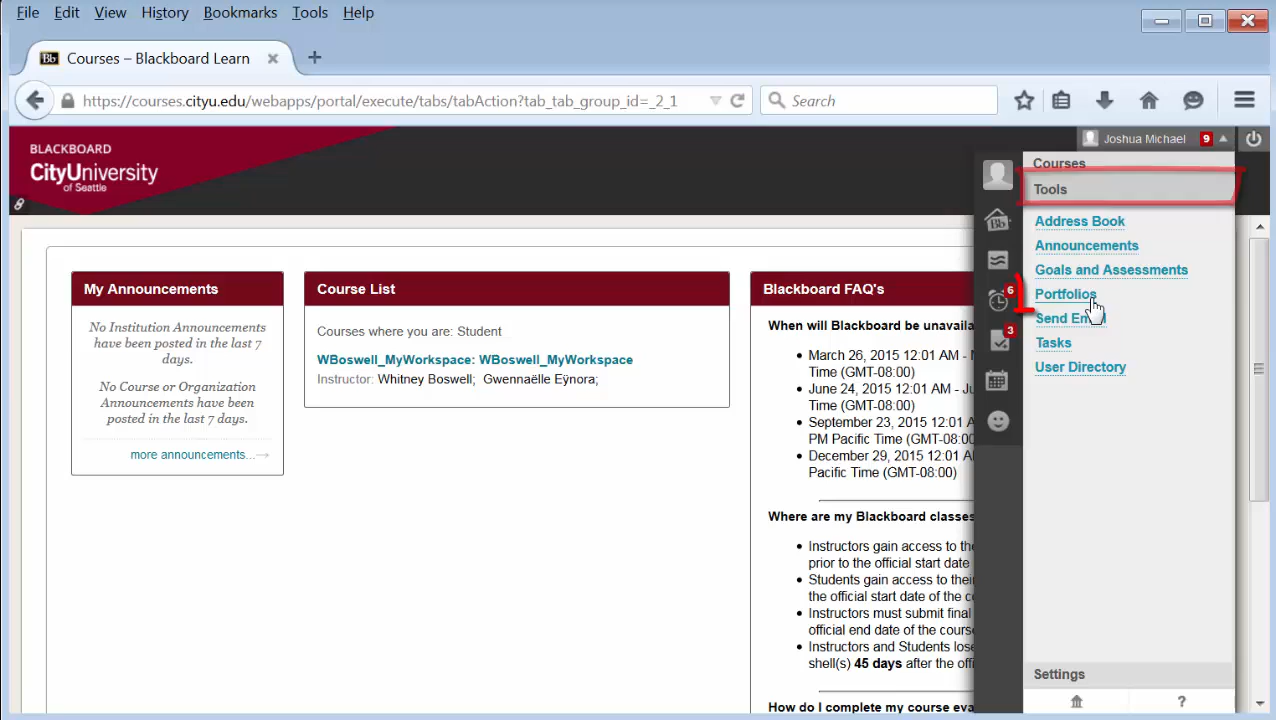 File Edit View History Bookmarks Tools Help
Bb Courses – Blackboard Learn
https://courses.cityu.edu/webapps/portal/execute/tabs/tabAction?tab_tab_group_id=_2_1
Search
BLACKBOARD
CityUniversity
of Seattle
Joshua Michael 9
Courses
Tools
Address Book
Announcements
Goals and Assessments
Portfolios
Send
Tasks
User Directory
Settings
?
Bb
6
3
My Announcements
No Institution Announcements
have been posted in the last 7
days.
No Course or Organization
Announcements have been
posted in the last 7 days.
more announcements...
Course List
Courses where you are: Student
WBoswell_MyWorkspace: WBoswell_MyWorkspace
Instructor: Whitney Boswell; Gwennaëlle Eÿnora;
Blackboard FAQ's
When will Blackboard be
March 26, 2015 12:01 AM -
Time (GMT-08:00)
June 24, 2015 12:01 AM -
Time (GMT-08:00)
September 23, 2015 12:01
PM Pacific Time (GMT-08:00
December 29, 2015 12:01
Pacific Time (GMT-08:00)
Where are my Blackboard classes
Instructors gain access to
prior to the official start date
Students gain access to
the official start date of the
Instructors must submit final
official end date of the
Instructors and Students
shell(s) 45 days after the
How do I complete my course